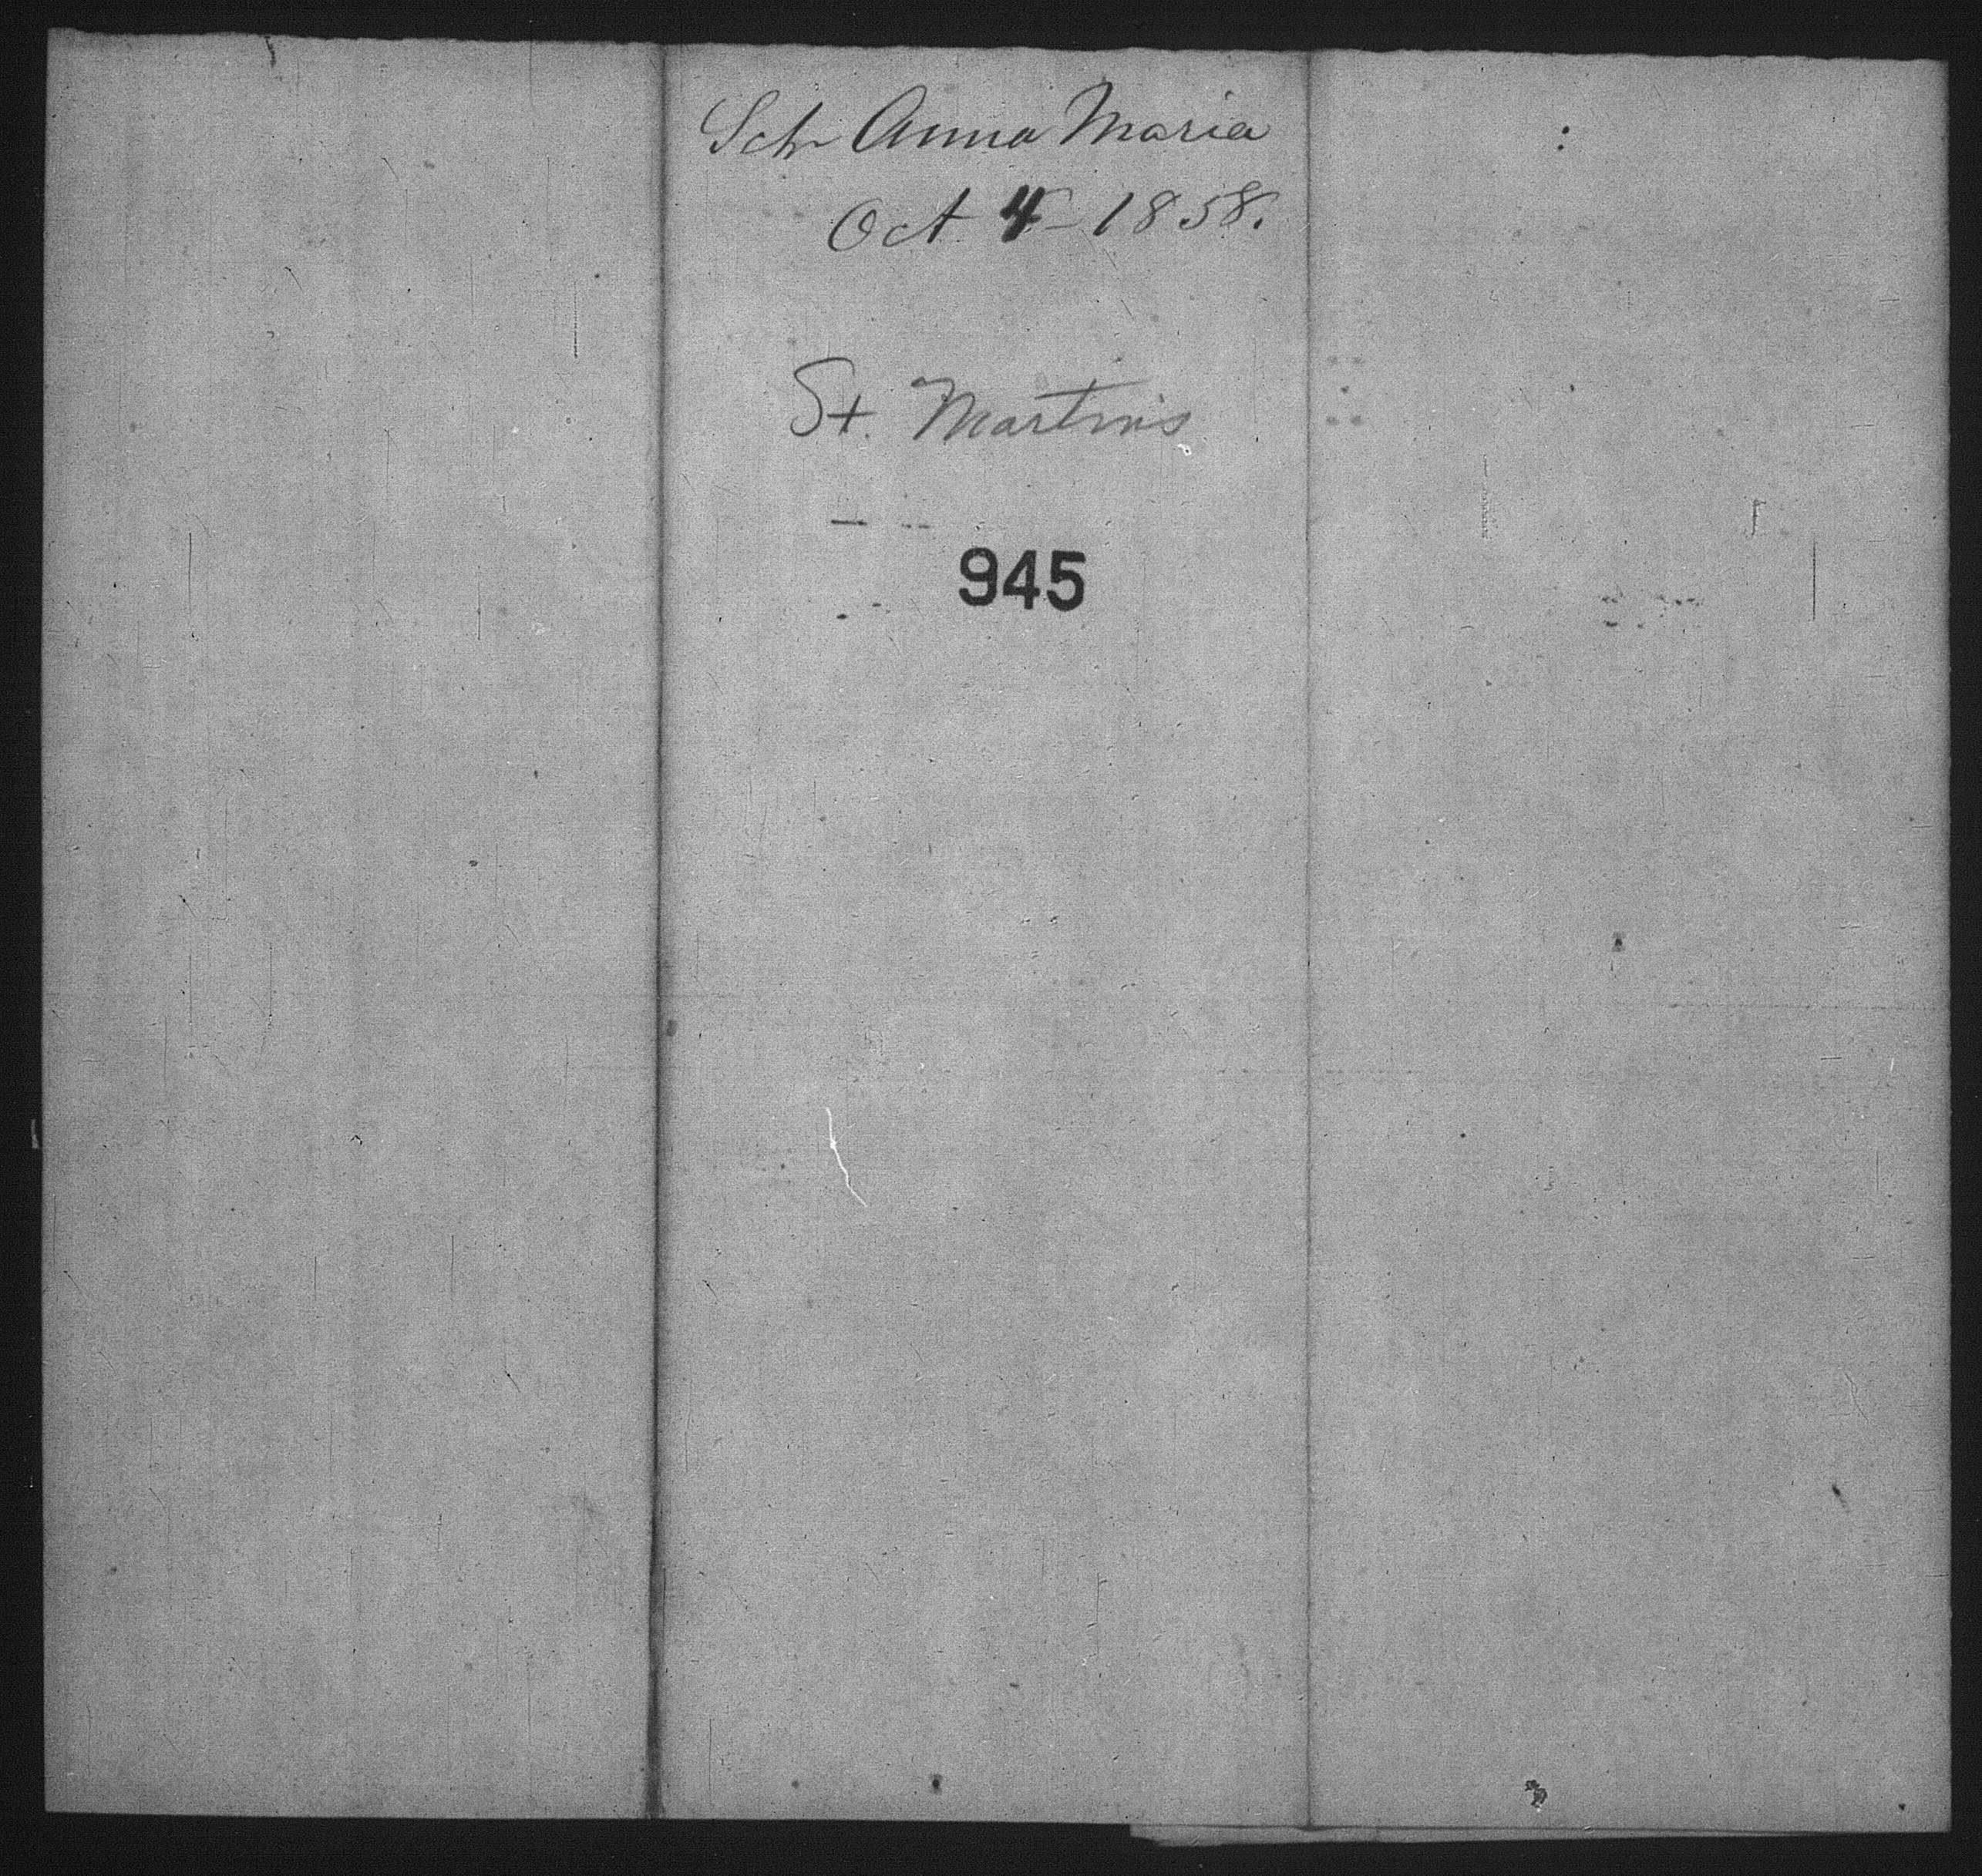 Sch Anna Maria
Oct 4 - 1858.
St. Martins
945